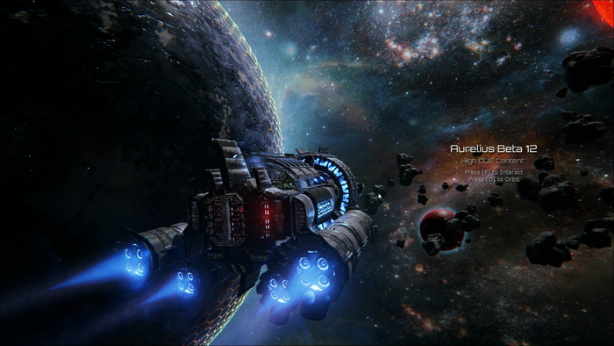 Aurelius Beta 12
High Content
Press [F] to Interact
Press [O] to Orbit